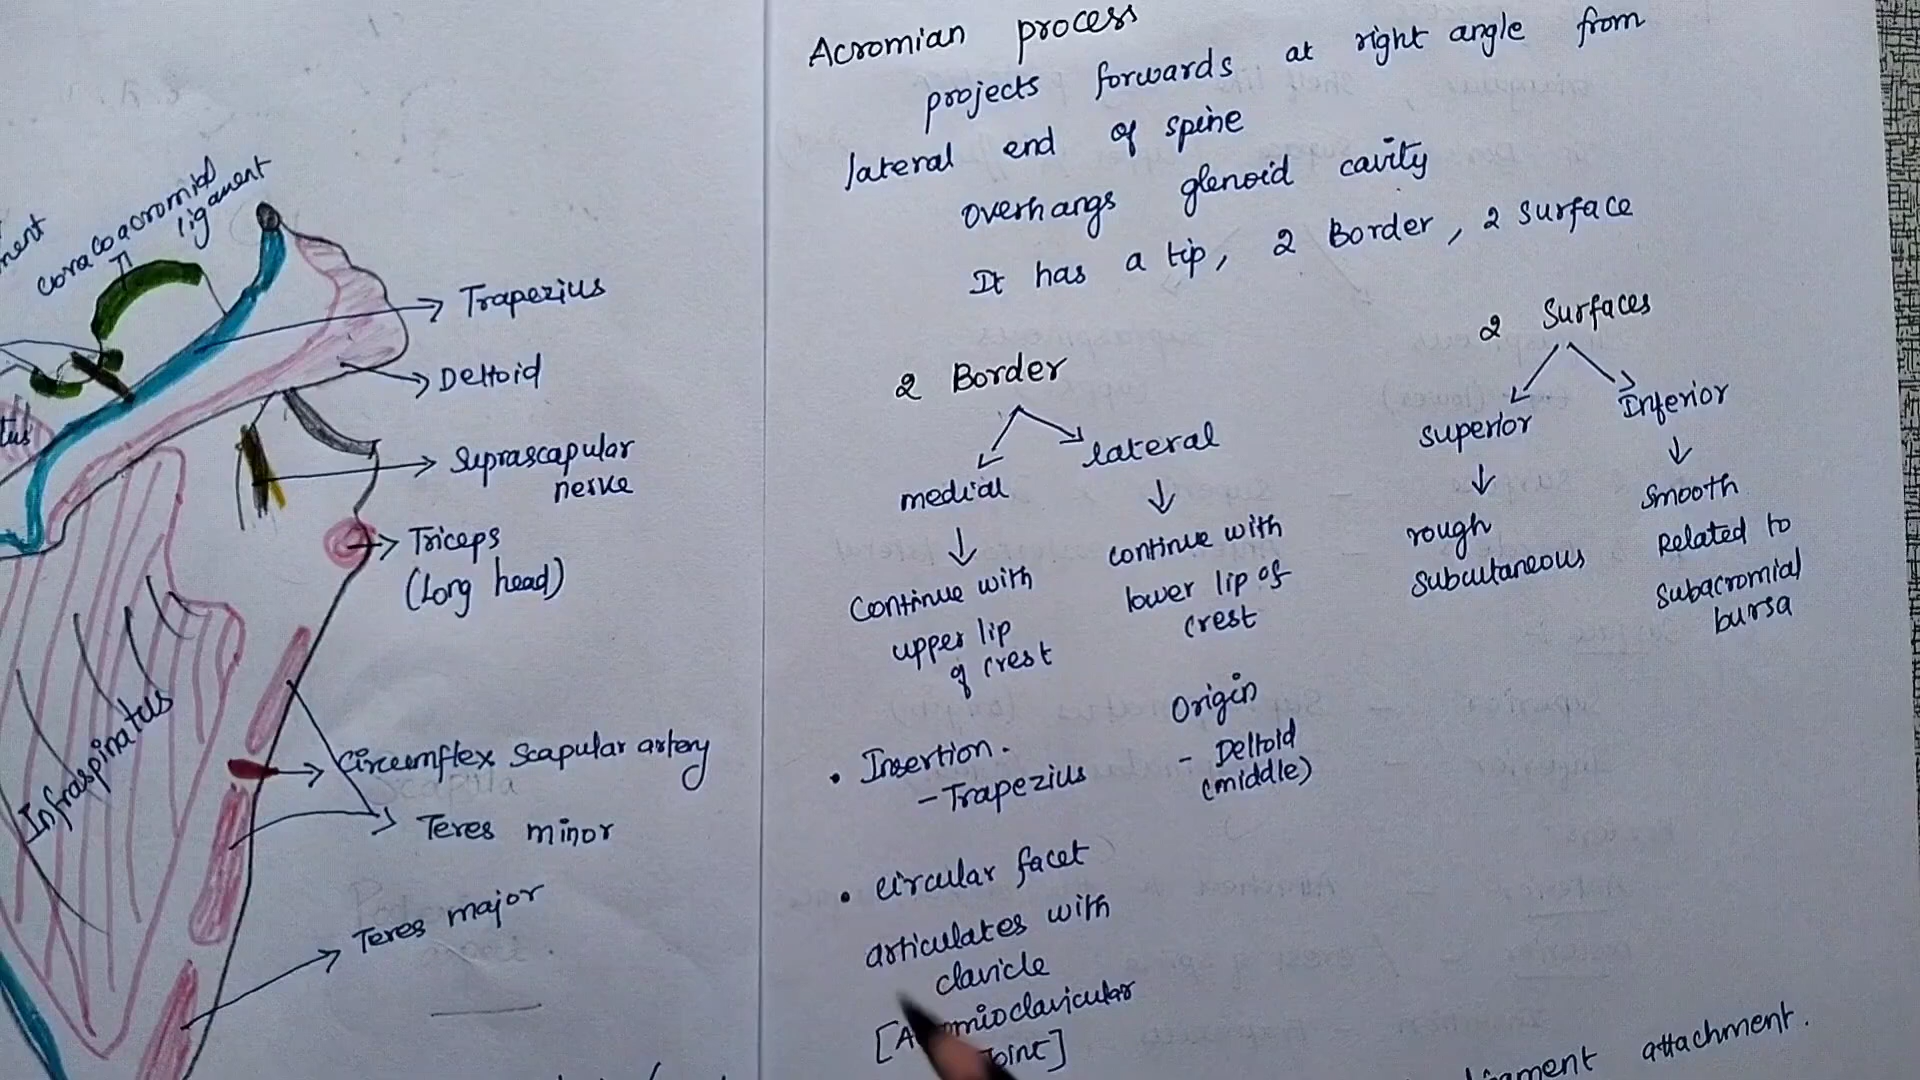 coracoacromial
ligament
Trapezius
Deltoid
Suprascapular
nerve
Triceps
(Long head)
Infraspinatus
Circumflex Scapular artery
Teres minor
Teres major
Acromian process
projects forwards at right angle from
lateral end of spine
overhangs glenoid cavity
It has a tip, 2 Border, 2 surface
2 Border
medial
Continue with
upper lip
of crest
• Insertion.
- Trapezius
• circular facet
articulates with
clavicle
lateral
continue with
lower lip of
crest
Origin
- Deltoid
(middle)
2 Surfaces
superior
rough
subcutaneous
Inferior
smooth
Related to
subacromial
bursa
attachment.